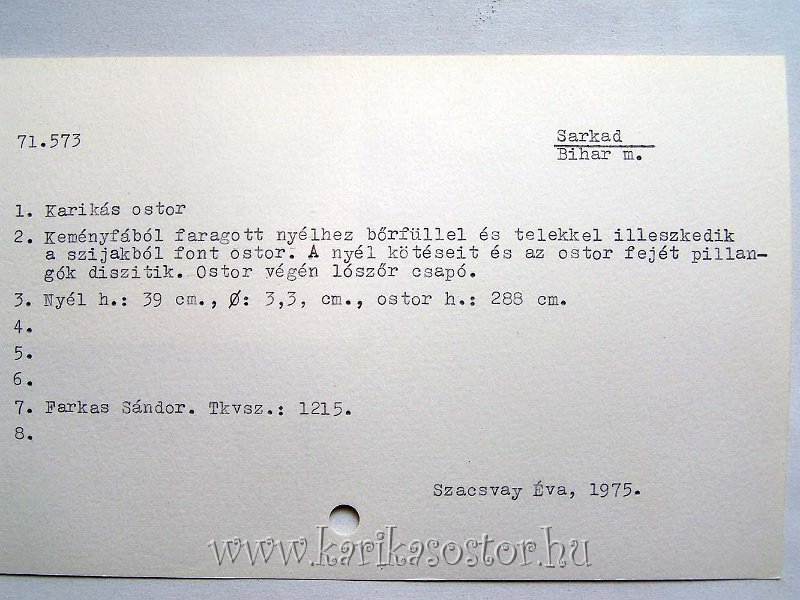 71.573
Sarkad
Bihar m.
1. Karikás ostor
2. Keményfából faragott nyélhez bőrfüllel és telekkel illeszkedik
a szijakból font ostor. A nyél kötéseit és az ostor fejét pillan-
gók diszitik. Ostor végén lószőr csapó.
3. Nyél h.: 39 cm., Ø: 3,3, cm., ostor h.: 288 cm.
4.
5.
6.
7. Farkas Sándor. Tkvsz.: 1215.
8.
Szacsvay Éva, 1975.
www.karikasostor.hu